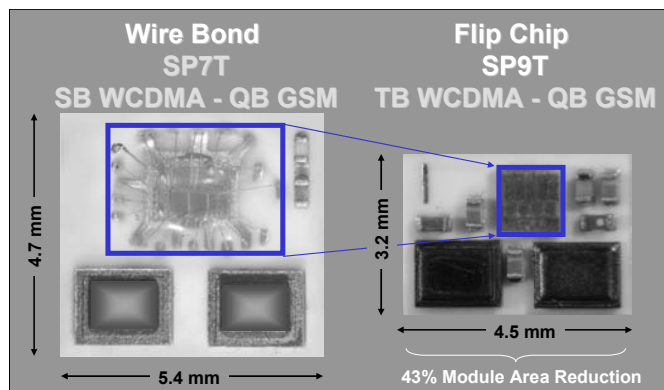 Wire Bond
SP7T
SB WCDMA - QB GSM
4.7 mm
5.4 mm
Flip Chip
SP9T
TB WCDMA - QB GSM
3.2 mm
4.5 mm
43% Module Area Reduction